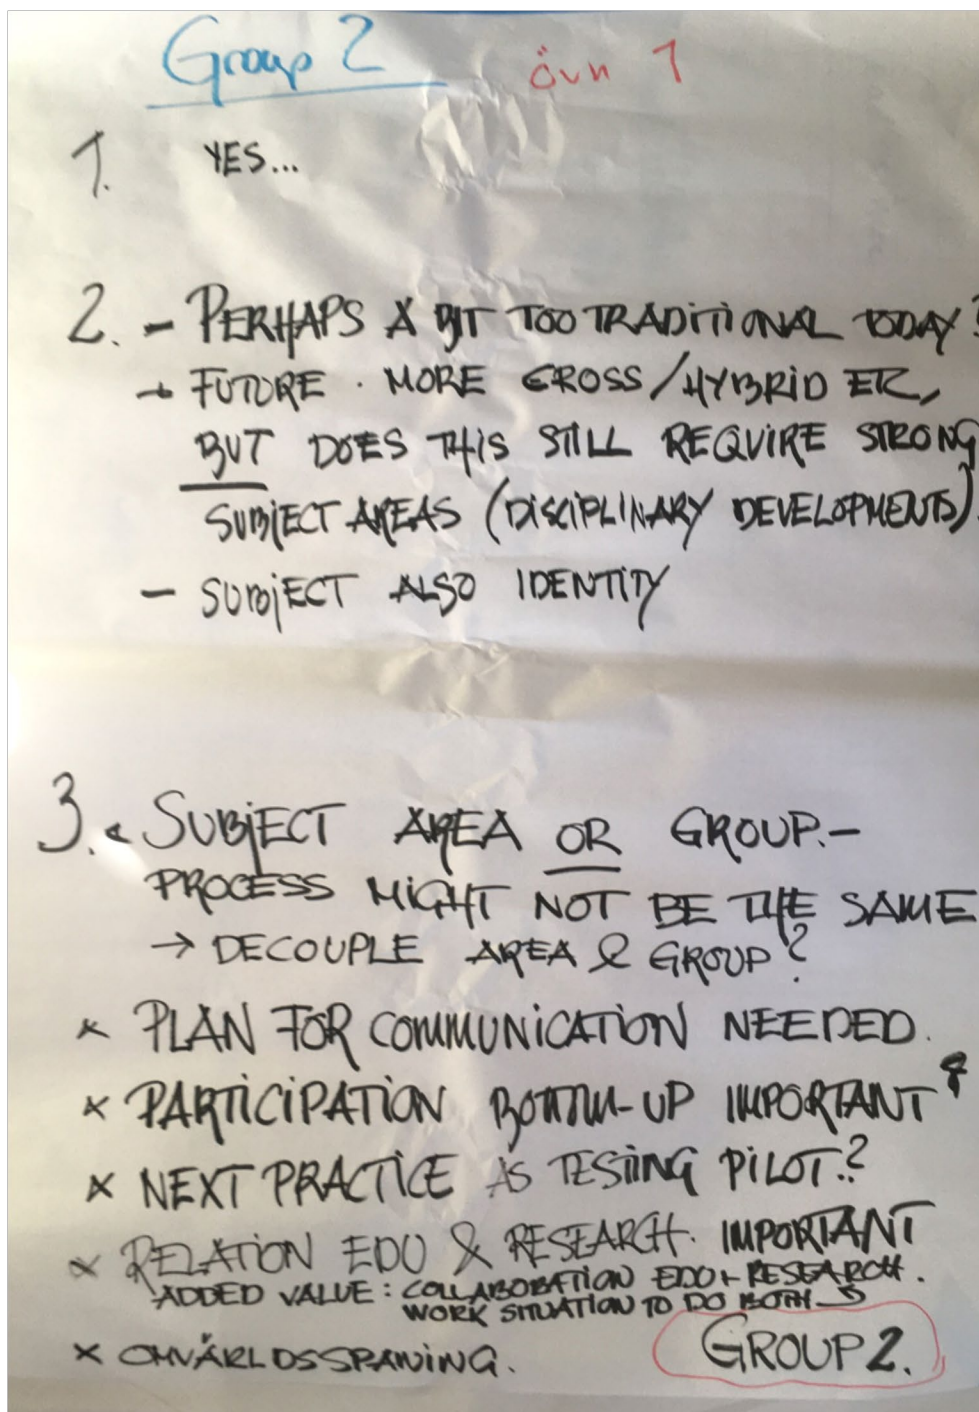 Group 2 övn 1
1. YES...
2. - PERHAPS A BIT TOO TRADITIONAL TODAY?
→ FUTURE . MORE CROSS/HYBRID ETC,
BUT DOES THIS STILL REQUIRE STRONG
SUBJECT AREAS (DISCIPLINARY DEVELOPMENTS)
- SUBJECT ALSO IDENTITY
3. SUBJECT AREA OR GROUP.-
PROCESS MIGHT NOT BE THE SAME
→ DECOUPLE AREA & GROUP?
× PLAN FOR COMMUNICATION NEEDED.
× PARTICIPATION BOTTOM-UP IMPORTANT
× NEXT PRACTICE AS TESTING PILOT.?
× RELATION EDU & RESEARCH. IMPORTANT
ADDED VALUE: COLLABORATION EDU + RESEARCH.
WORK SITUATION TO DO BOTH
× OMVÄRLDSSPANING.
GROUP 2.